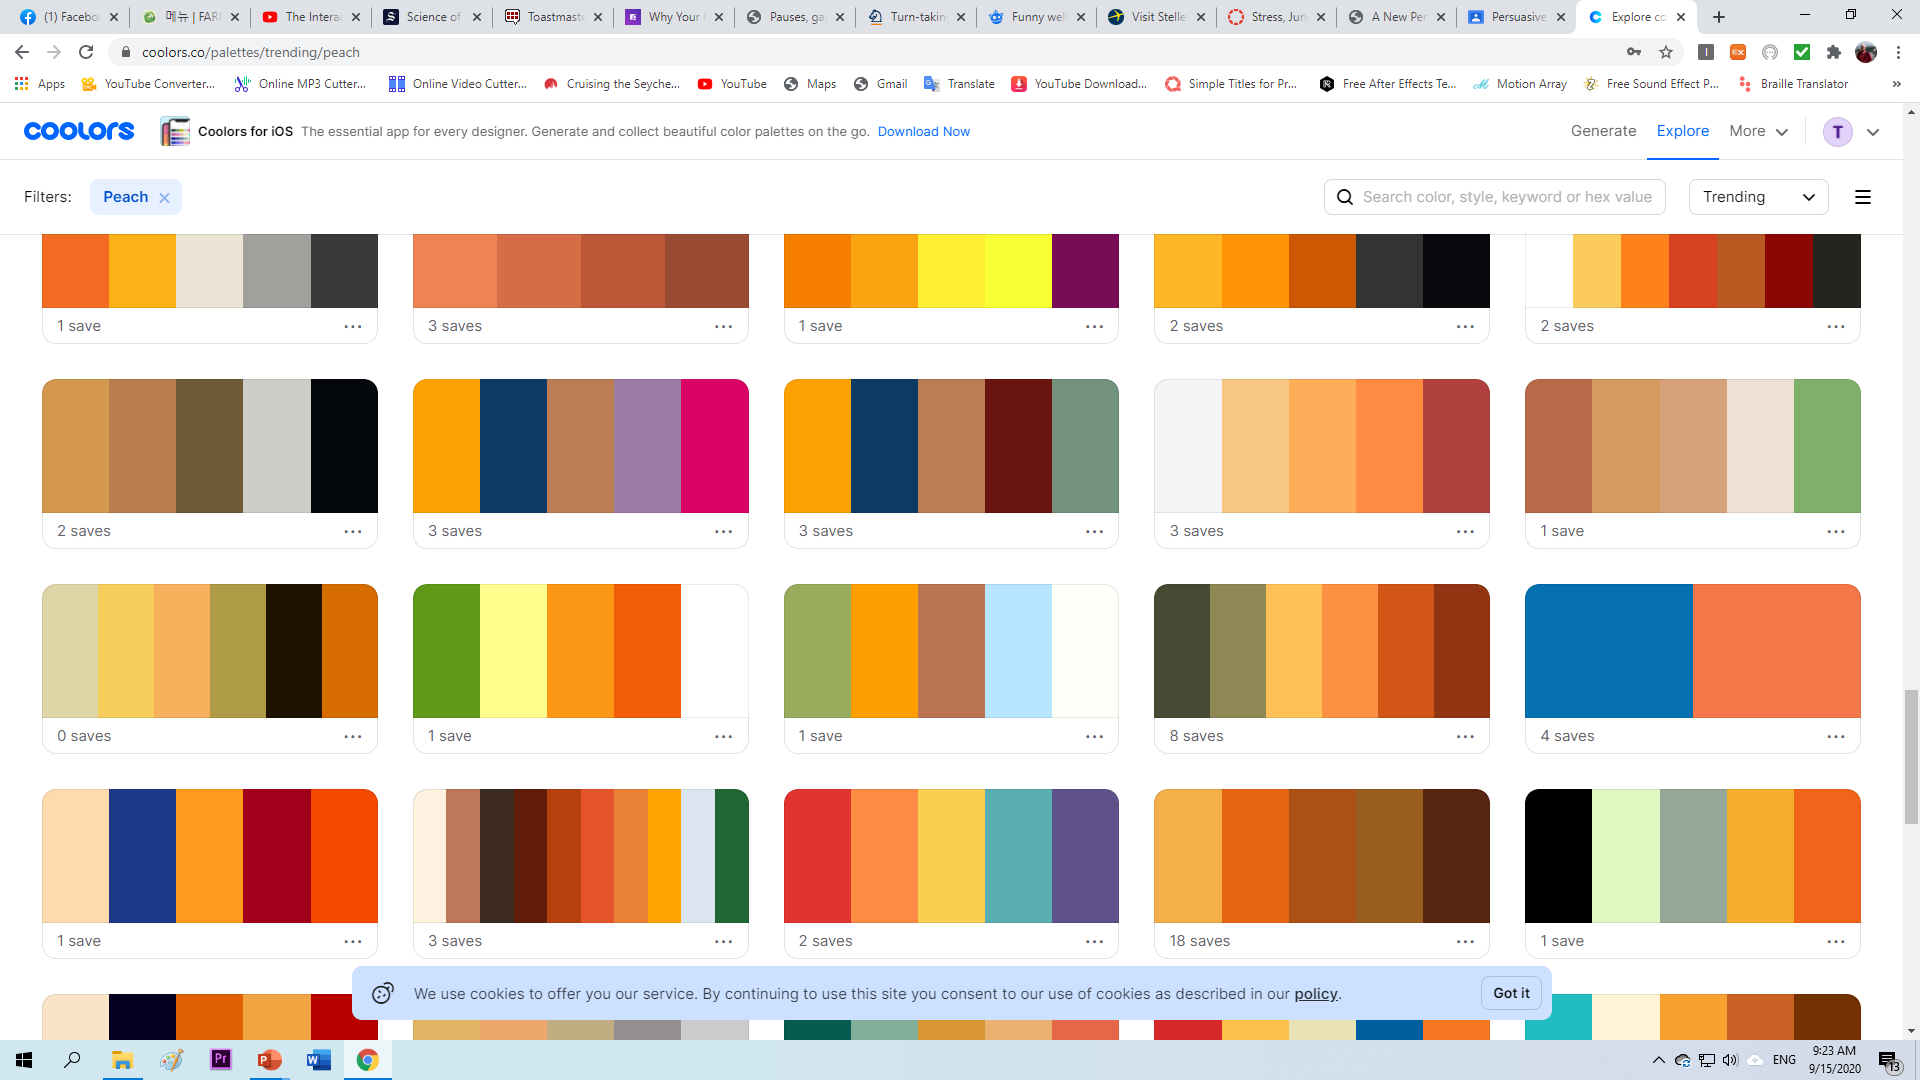 (1) Faceboo
메뉴 | FARM
The Interac
Science of
Toastmaste
Why Your
Pauses, ga
Turn-takin
Funny web
Visit Stelle
Stress, Jun
A New Per
Persuasive
Explore co
coolors.co/palettes/trending/peach
Apps
YouTube Converter...
Online MP3 Cutter...
Online Video Cutter...
Cruising the Seyche...
YouTube
Maps
Gmail
Translate
YouTube Download...
Simple Titles for Pr...
Free After Effects Te...
Motion Array
Free Sound Effect P...
Braille Translator
coolors
Coolors for iOS The essential app for every designer. Generate and collect beautiful color palettes on the go. Download Now
Generate Explore More T
Filters: Peach
Search color, style, keyword or hex value
Trending
1 save
3 saves
1 save
2 saves
2 saves
2 saves
3 saves
3 saves
3 saves
1 save
0 saves
1 save
1 save
8 saves
4 saves
1 save
3 saves
2 saves
18 saves
1 save
We use cookies to offer you our service. By continuing to use this site you consent to our use of cookies as described in our policy.
Got it
ENG
9:23 AM
9/15/2020
13